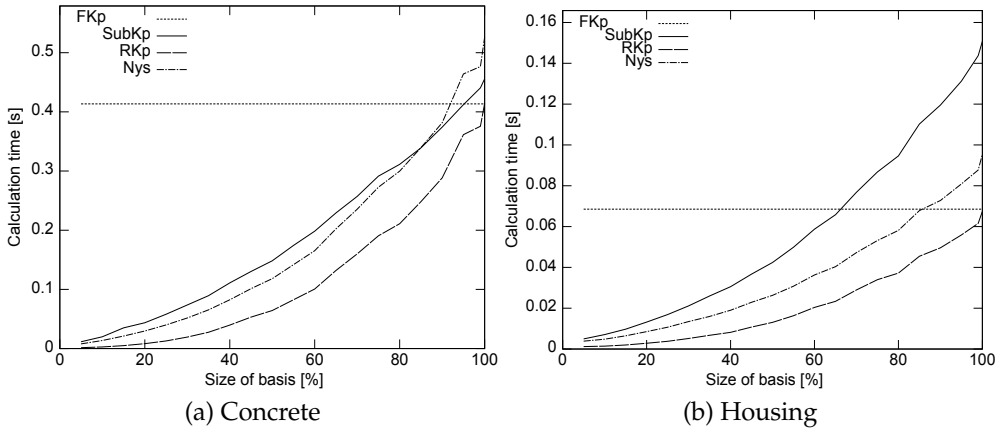 FKp
SubKp
RKp
Nys
0.5
0.4
0.3
0.2
0.1
0
Calculation time [s]
0 20 40 60 80 100
Size of basis [%]
(a) Concrete
FKp
SubKp
RKp
Nys
0.16
0.14
0.12
0.1
0.08
0.06
0.04
0.02
0
Calculation time [s]
0 20 40 60 80 100
Size of basis [%]
(b) Housing